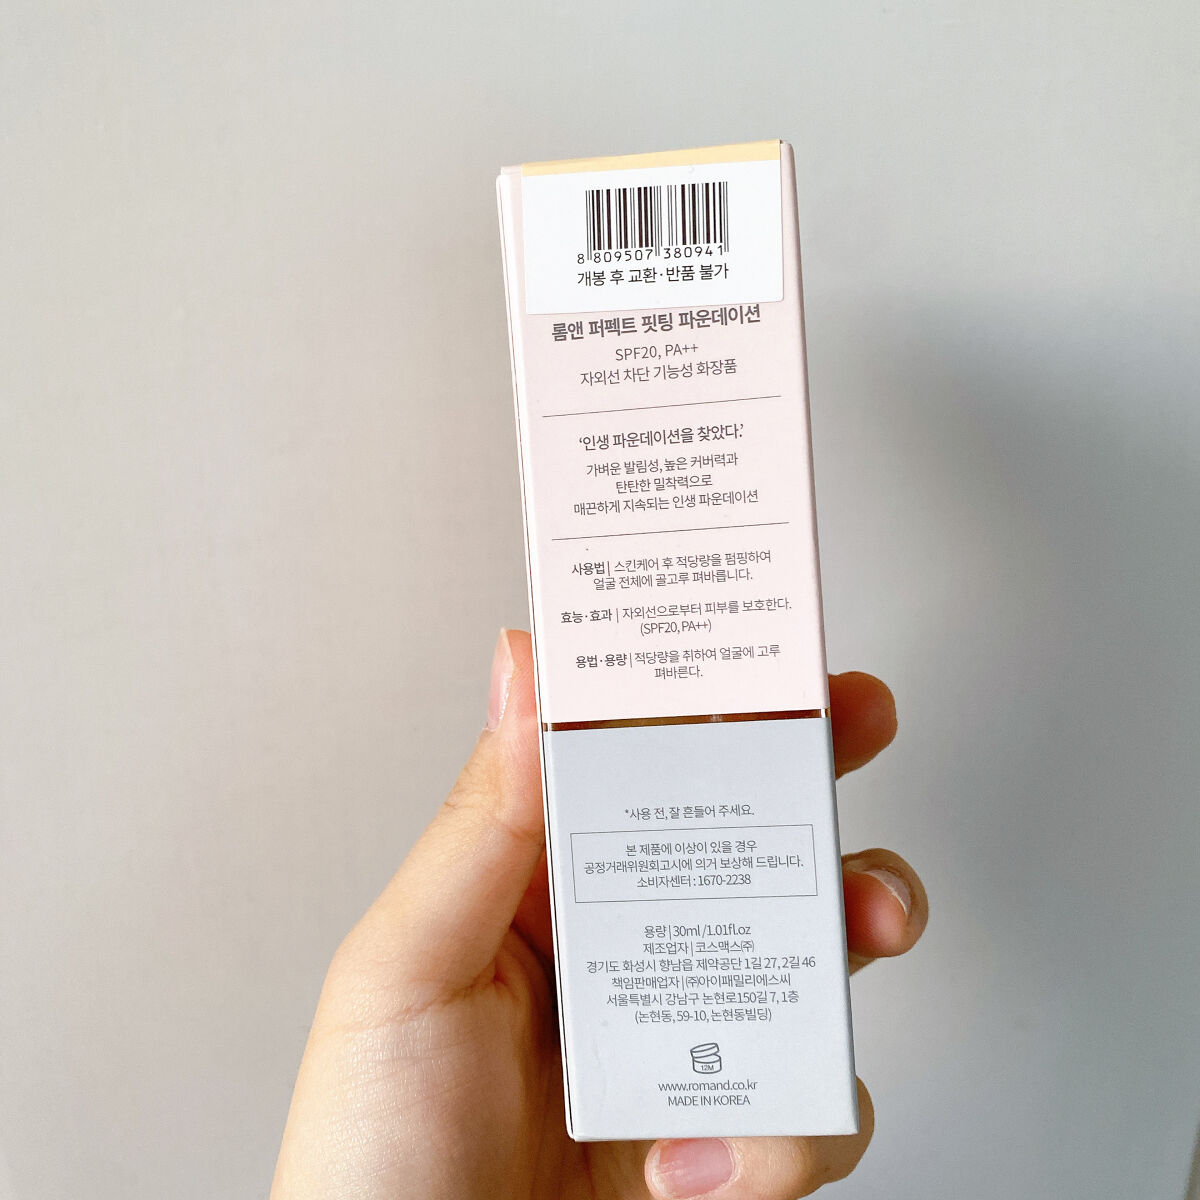 8 809507 380941
개봉 후 교환·반품 불가
롬앤 퍼펙트 핏팅 파운데이션
SPF20, PA++
자외선 차단 기능성 화장품
‘인생 파운데이션을 찾았다.’
가벼운 발림성, 높은 커버력과
탄탄한 밀착력으로
매끈하게 지속되는 인생 파운데이션
사용법 | 스킨케어 후 적당량을 펌핑하여
얼굴 전체에 골고루 펴바릅니다.
효능·효과 | 자외선으로부터 피부를 보호한다.
(SPF20, PA++)
용법·용량 | 적당량을 취하여 얼굴에 고루
펴바른다.
*사용 전, 잘 흔들어 주세요.
본 제품에 이상이 있을 경우
공정거래위원회고시에 의거 보상해 드립니다.
소비자센터 : 1670-2238
용량 | 30ml /1.01fl.oz
제조업자 | 코스맥스㈜
경기도 화성시 향남읍 제약공단 1길 27, 2길 46
책임판매업자 | ㈜아이패밀리에스씨
서울특별시 강남구 논현로150길 7, 1층
(논현동, 59-10, 논현동빌딩)
12M
www.romand.co.kr
MADE IN KOREA